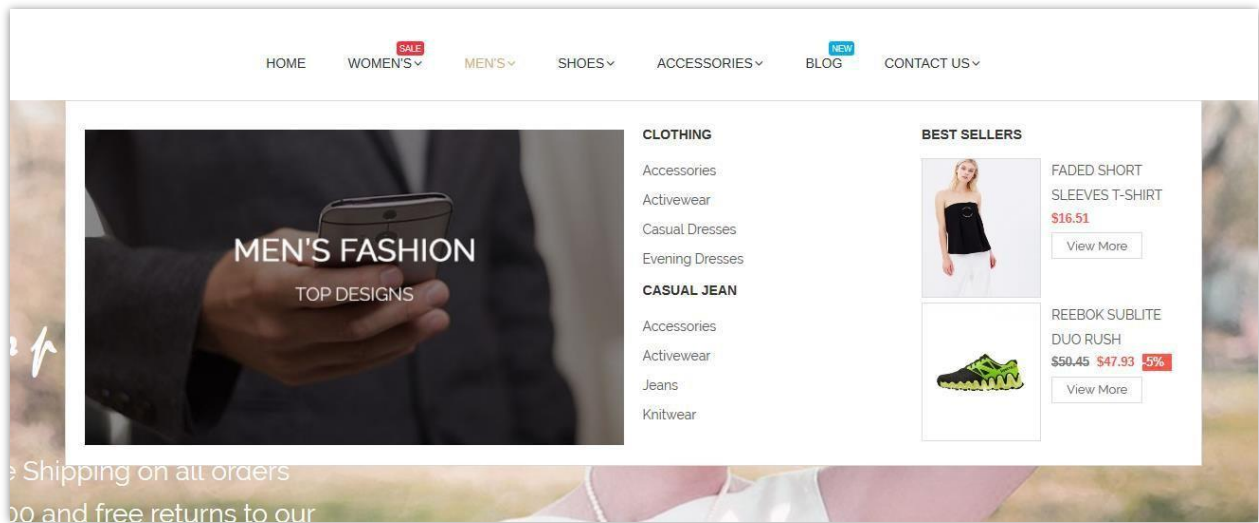 SALE
NEW
HOME WOMEN'S MEN'S SHOES ACCESSORIES BLOG CONTACT US
MEN'S FASHION
TOP DESIGNS
CLOTHING
Accessories
Activewear
Casual Dresses
Evening Dresses
CASUAL JEAN
Accessories
Activewear
Jeans
Knitwear
BEST SELLERS
FADED SHORT
SLEEVES T-SHIRT
$16.51
View More
REEBOK SUBLITE
DUO RUSH
$50.45 $47.93 -5%
View More
Shipping on all orders
00 and free returns to our